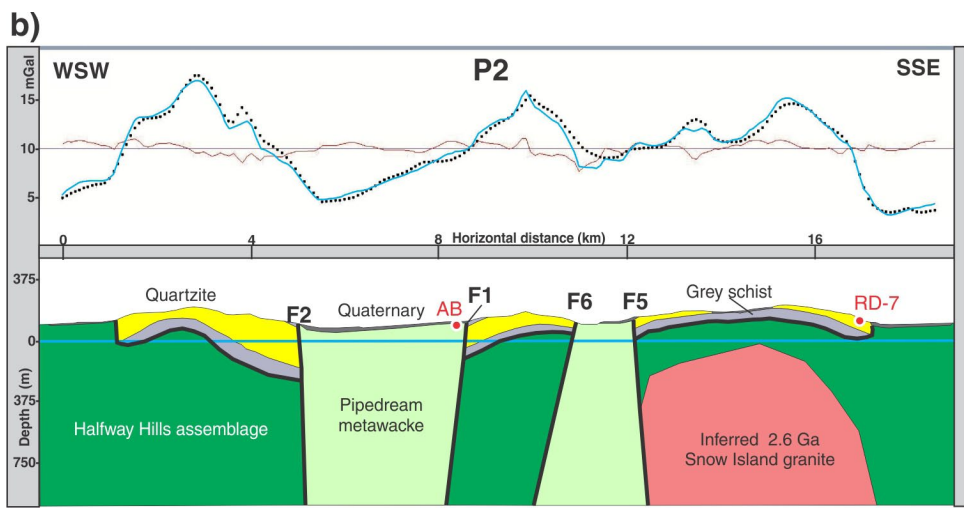 b)
WSW
P2
SSE
mGal
15
10
5
0
4
8
Horizontal distance (km)
12
16
375
0
375
750
Depth (m)
Quartzite
F2
Quaternary
AB
F1
F6
F5
Grey schist
RD-7
Halfway Hills assemblage
Pipedream
metawacke
Inferred 2.6 Ga
Snow Island granite